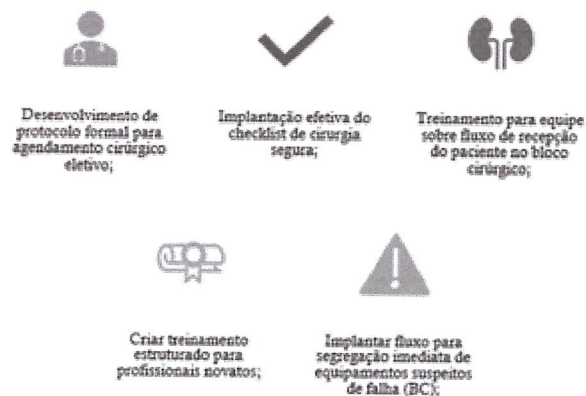 Desenvolvimento de
protocolo formal para
agendamento cirúrgico
eletivo;
Implantação efetiva do
checklist de cirurgia
segura;
Treinamento para equipe
sobre fluxo de recepção
do paciente no bloco
cirúrgico;
Criar treinamento
estruturado para
profissionais novatos;
Implantar fluxo para
segregação imediata de
equipamentos suspeitos
de falha (BC);